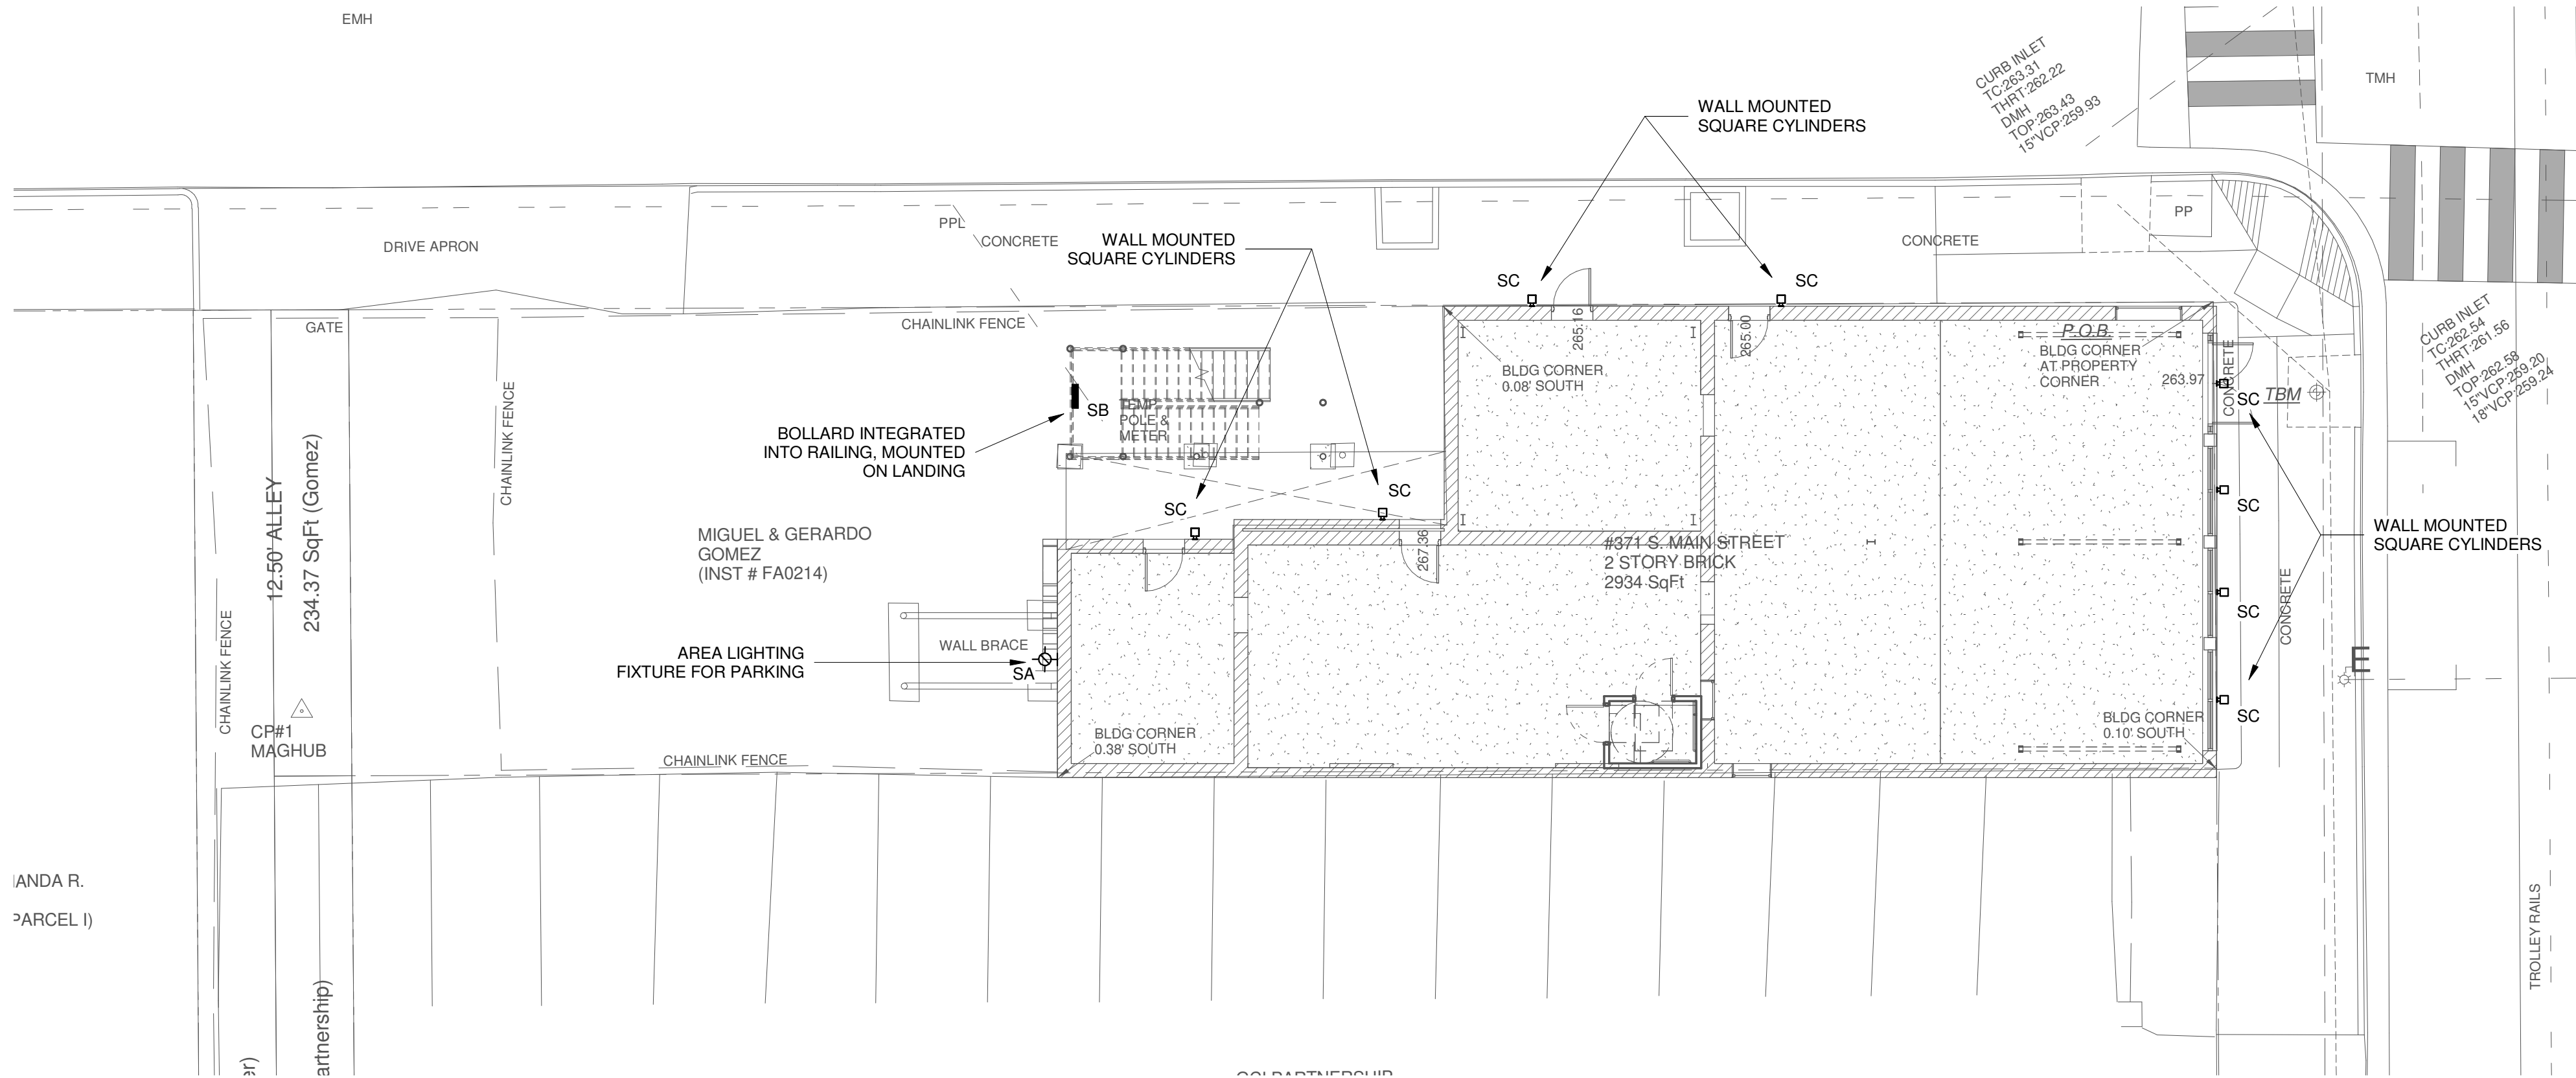 EMH
CURB INLET
TC:263.31
THRT:262.22
DMH
TOP:263.43
15"VCP:259.93
TMH
WALL MOUNTED
SQUARE CYLINDERS
PP
PPL
CONCRETE
DRIVE APRON
WALL MOUNTED
SQUARE CYLINDERS
CONCRETE
SC
SC
CURB INLET
TC:262.54
THRT:261.56
DMH
TOP:262.58
15"VCP:259.20
18"VCP:259.24
GATE
CHAINLINK FENCE
265.16
265.00
P.O.B.
BLDG CORNER
AT PROPERTY
CORNER
263.97
CONCRETE
BLDG CORNER
0.08' SOUTH
SC
TBM
CHAINLINK FENCE
SB
TEMP
POLE &
METER
BOLLARD INTEGRATED
INTO RAILING, MOUNTED
ON LANDING
12.50' ALLEY
234.37 SqFt (Gomez)
SC
SC
SC
MIGUEL & GERARDO
GOMEZ
(INST # FA0214)
267.36
#371 S. MAIN STREET
2 STORY BRICK
2934 SqFt
WALL MOUNTED
SQUARE CYLINDERS
SC
CONCRETE
CHAINLINK FENCE
WALL BRACE
AREA LIGHTING
FIXTURE FOR PARKING
SA
E
CP#1
MAGHUB
BLDG CORNER
0.38' SOUTH
BLDG CORNER
0.10' SOUTH
SC
CHAINLINK FENCE
ANDA R.
PARCEL I)
TROLLEY RAILS
er)
artnership)
PARTNERSHIP